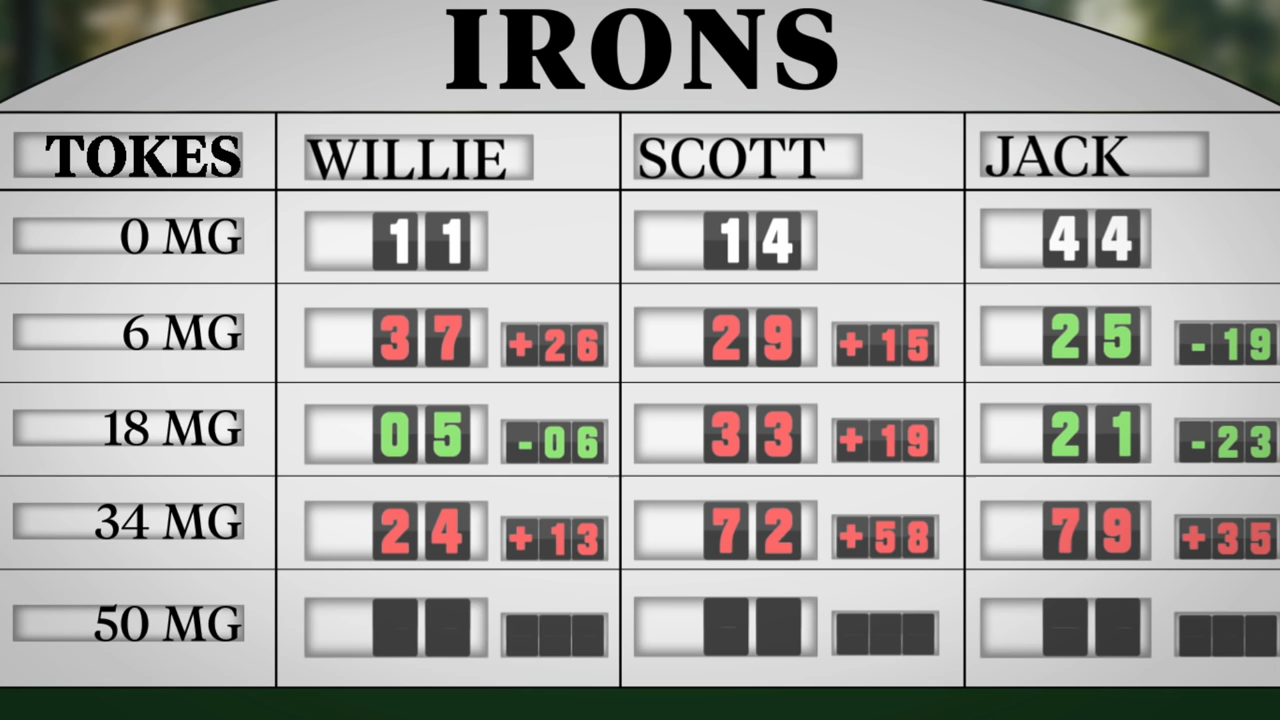 IRONS
TOKES WILLIE SCOTT JACK
0 MG 11 14 44
6 MG 37 +26 29 +15 25 -19
18 MG 05 -06 33 +19 21 -23
34 MG 24 +13 72 +58 79 +35
50 MG